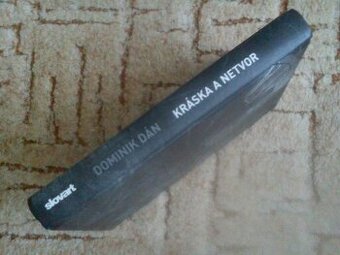 slovart
DOMINIK DÁN
KRÁSKA A NETVOR